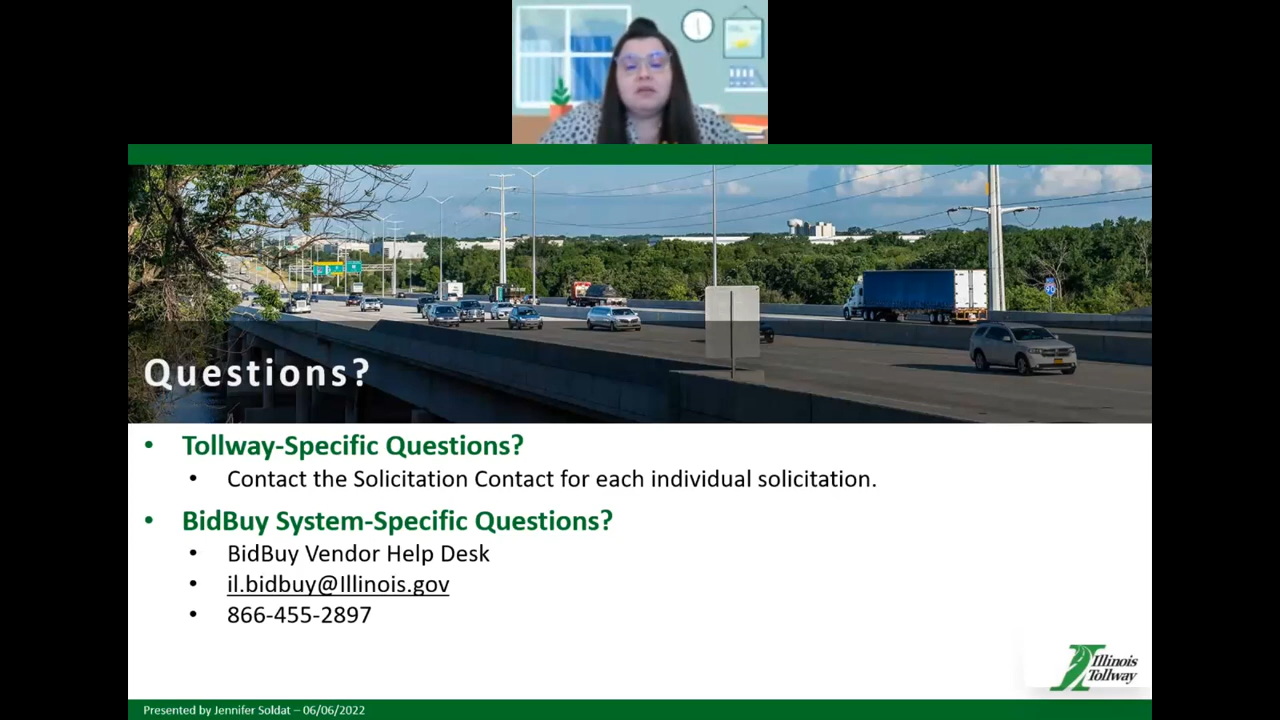 Questions?
• Tollway-Specific Questions?
• Contact the Solicitation Contact for each individual solicitation.
• BidBuy System-Specific Questions?
• BidBuy Vendor Help Desk
• il.bidbuy@Illinois.gov
• 866-455-2897
Illinois
Tollway
Presented by Jennifer Soldat – 06/06/2022